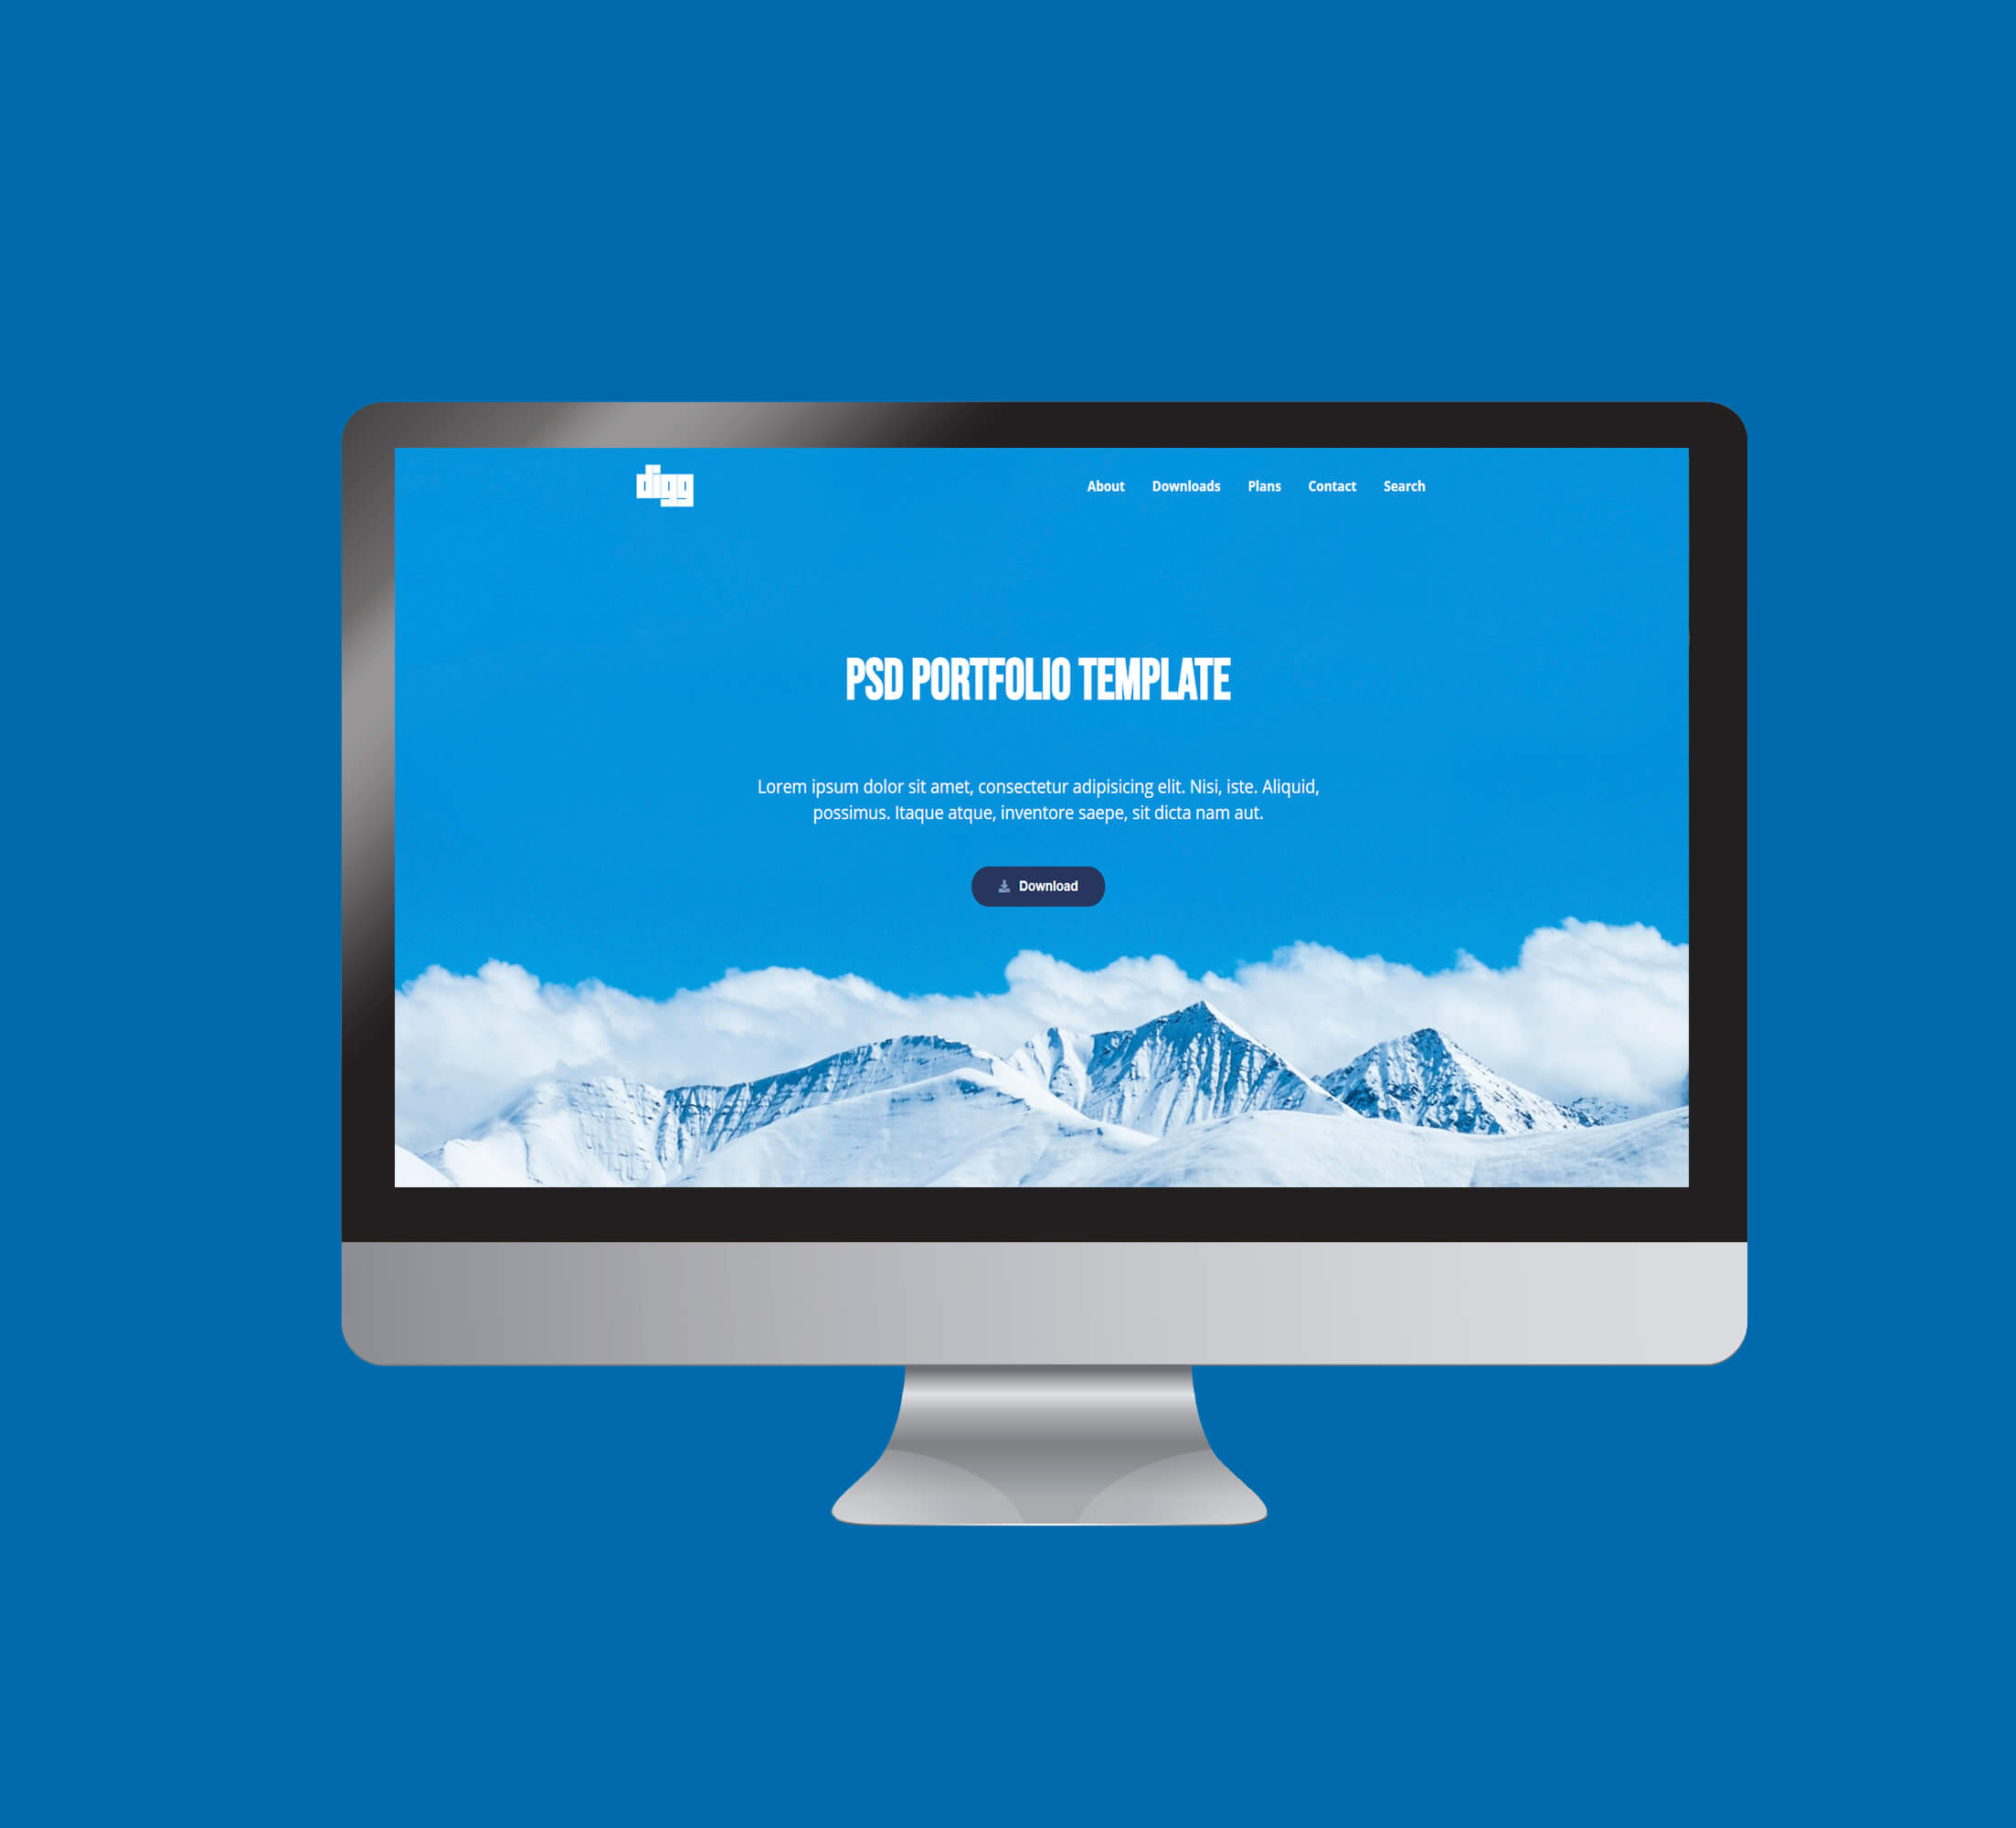 digg
About Downloads Plans Contact Search
PSD PORTFOLIO TEMPLATE
Lorem ipsum dolor sit amet, consectetur adipisicing elit. Nisi, iste. Aliquid,
possimus. Itaque atque, inventore saepe, sit dicta nam aut.
Download